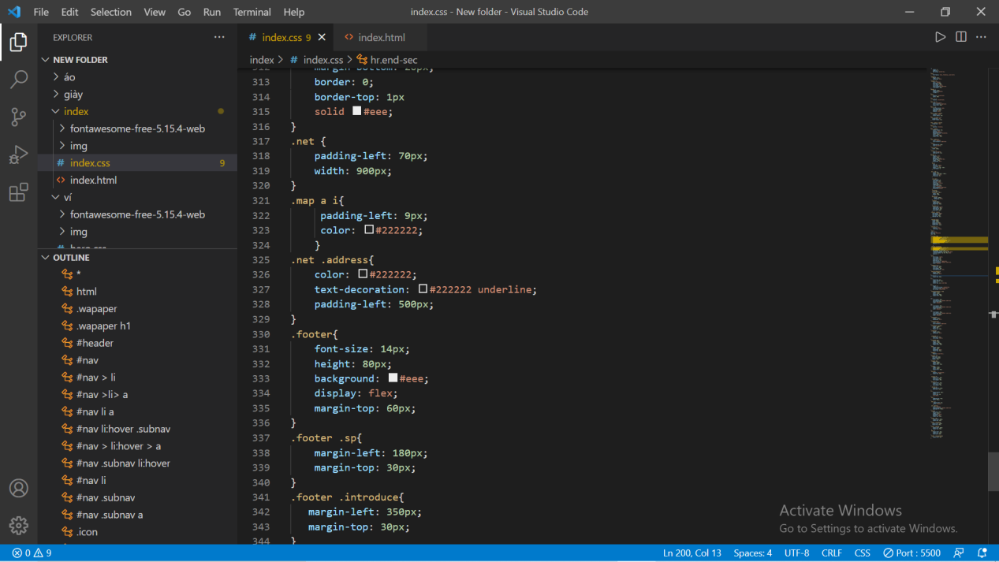 File Edit Selection View Go Run Terminal Help
index.css - New folder - Visual Studio Code
EXPLORER
NEW FOLDER
áo
giày
index
fontawesome-free-5.15.4-web
img
# index.css 9
<> index.html
ví
fontawesome-free-5.15.4-web
img
OUTLINE
*
html
.wapaper
.wapaper h1
#header
#nav
#nav > li
#nav >li> a
#nav li a
#nav li:hover .subnav
#nav > li:hover > a
#nav .subnav li:hover
#nav li
#nav .subnav
#nav .subnav a
.icon
# index.css 9
<> index.html
index > # index.css > hr.end-sec
313 border: 0;
314 border-top: 1px
315 solid #eee;
316 }
317 .net {
318 padding-left: 70px;
319 width: 900px;
320 }
321 .map a i{
322 padding-left: 9px;
323 color: #222222;
324 }
325 .net .address{
326 color: #222222;
327 text-decoration: #222222 underline;
328 padding-left: 500px;
329 }
330 .footer{
331 font-size: 14px;
332 height: 80px;
333 background: #eee;
334 display: flex;
335 margin-top: 60px;
336 }
337 .footer .sp{
338 margin-left: 180px;
339 margin-top: 30px;
340 }
341 .footer .introduce{
342 margin-left: 350px;
343 margin-top: 30px;
344 }
Activate Windows
Go to Settings to activate Windows.
0 9
Ln 200, Col 13 Spaces: 4 UTF-8 CRLF CSS Port : 5500